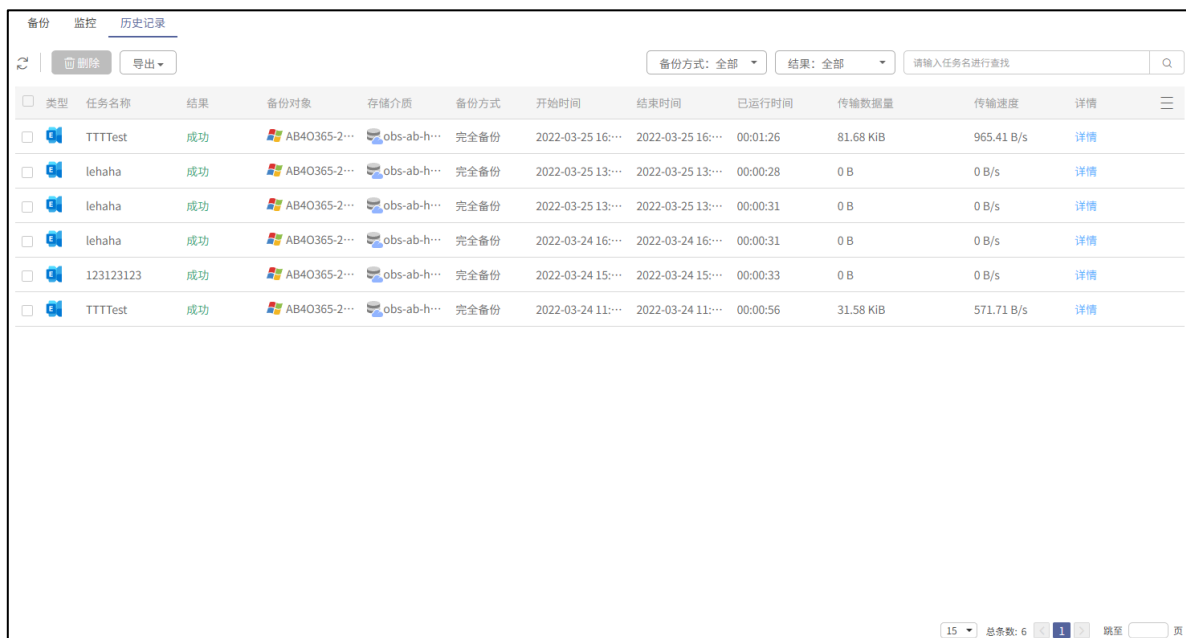 备份 监控 历史记录
删除 导出 备份方式: 全部 结果: 全部 请输入任务名进行查找
类型 任务名称 结果 备份对象 存储介质 备份方式 开始时间 结束时间 已运行时间 传输数据量 传输速度 详情
TTTTest 成功 AB4O365-2··· obs-ab-h··· 完全备份 2022-03-25 16:··· 2022-03-25 16:··· 00:01:26 81.68 KiB 965.41 B/s 详情
lehaha 成功 AB4O365-2··· obs-ab-h··· 完全备份 2022-03-25 13:··· 2022-03-25 13:··· 00:00:28 0 B 0 B/s 详情
lehaha 成功 AB4O365-2··· obs-ab-h··· 完全备份 2022-03-25 13:··· 2022-03-25 13:··· 00:00:31 0 B 0 B/s 详情
lehaha 成功 AB4O365-2··· obs-ab-h··· 完全备份 2022-03-24 16:··· 2022-03-24 16:··· 00:00:31 0 B 0 B/s 详情
123123123 成功 AB4O365-2··· obs-ab-h··· 完全备份 2022-03-24 15:··· 2022-03-24 15:··· 00:00:33 0 B 0 B/s 详情
TTTTest 成功 AB4O365-2··· obs-ab-h··· 完全备份 2022-03-24 11:··· 2022-03-24 11:··· 00:00:56 31.58 KiB 571.71 B/s 详情
15 总条数: 6 < 1 > 跳至 页